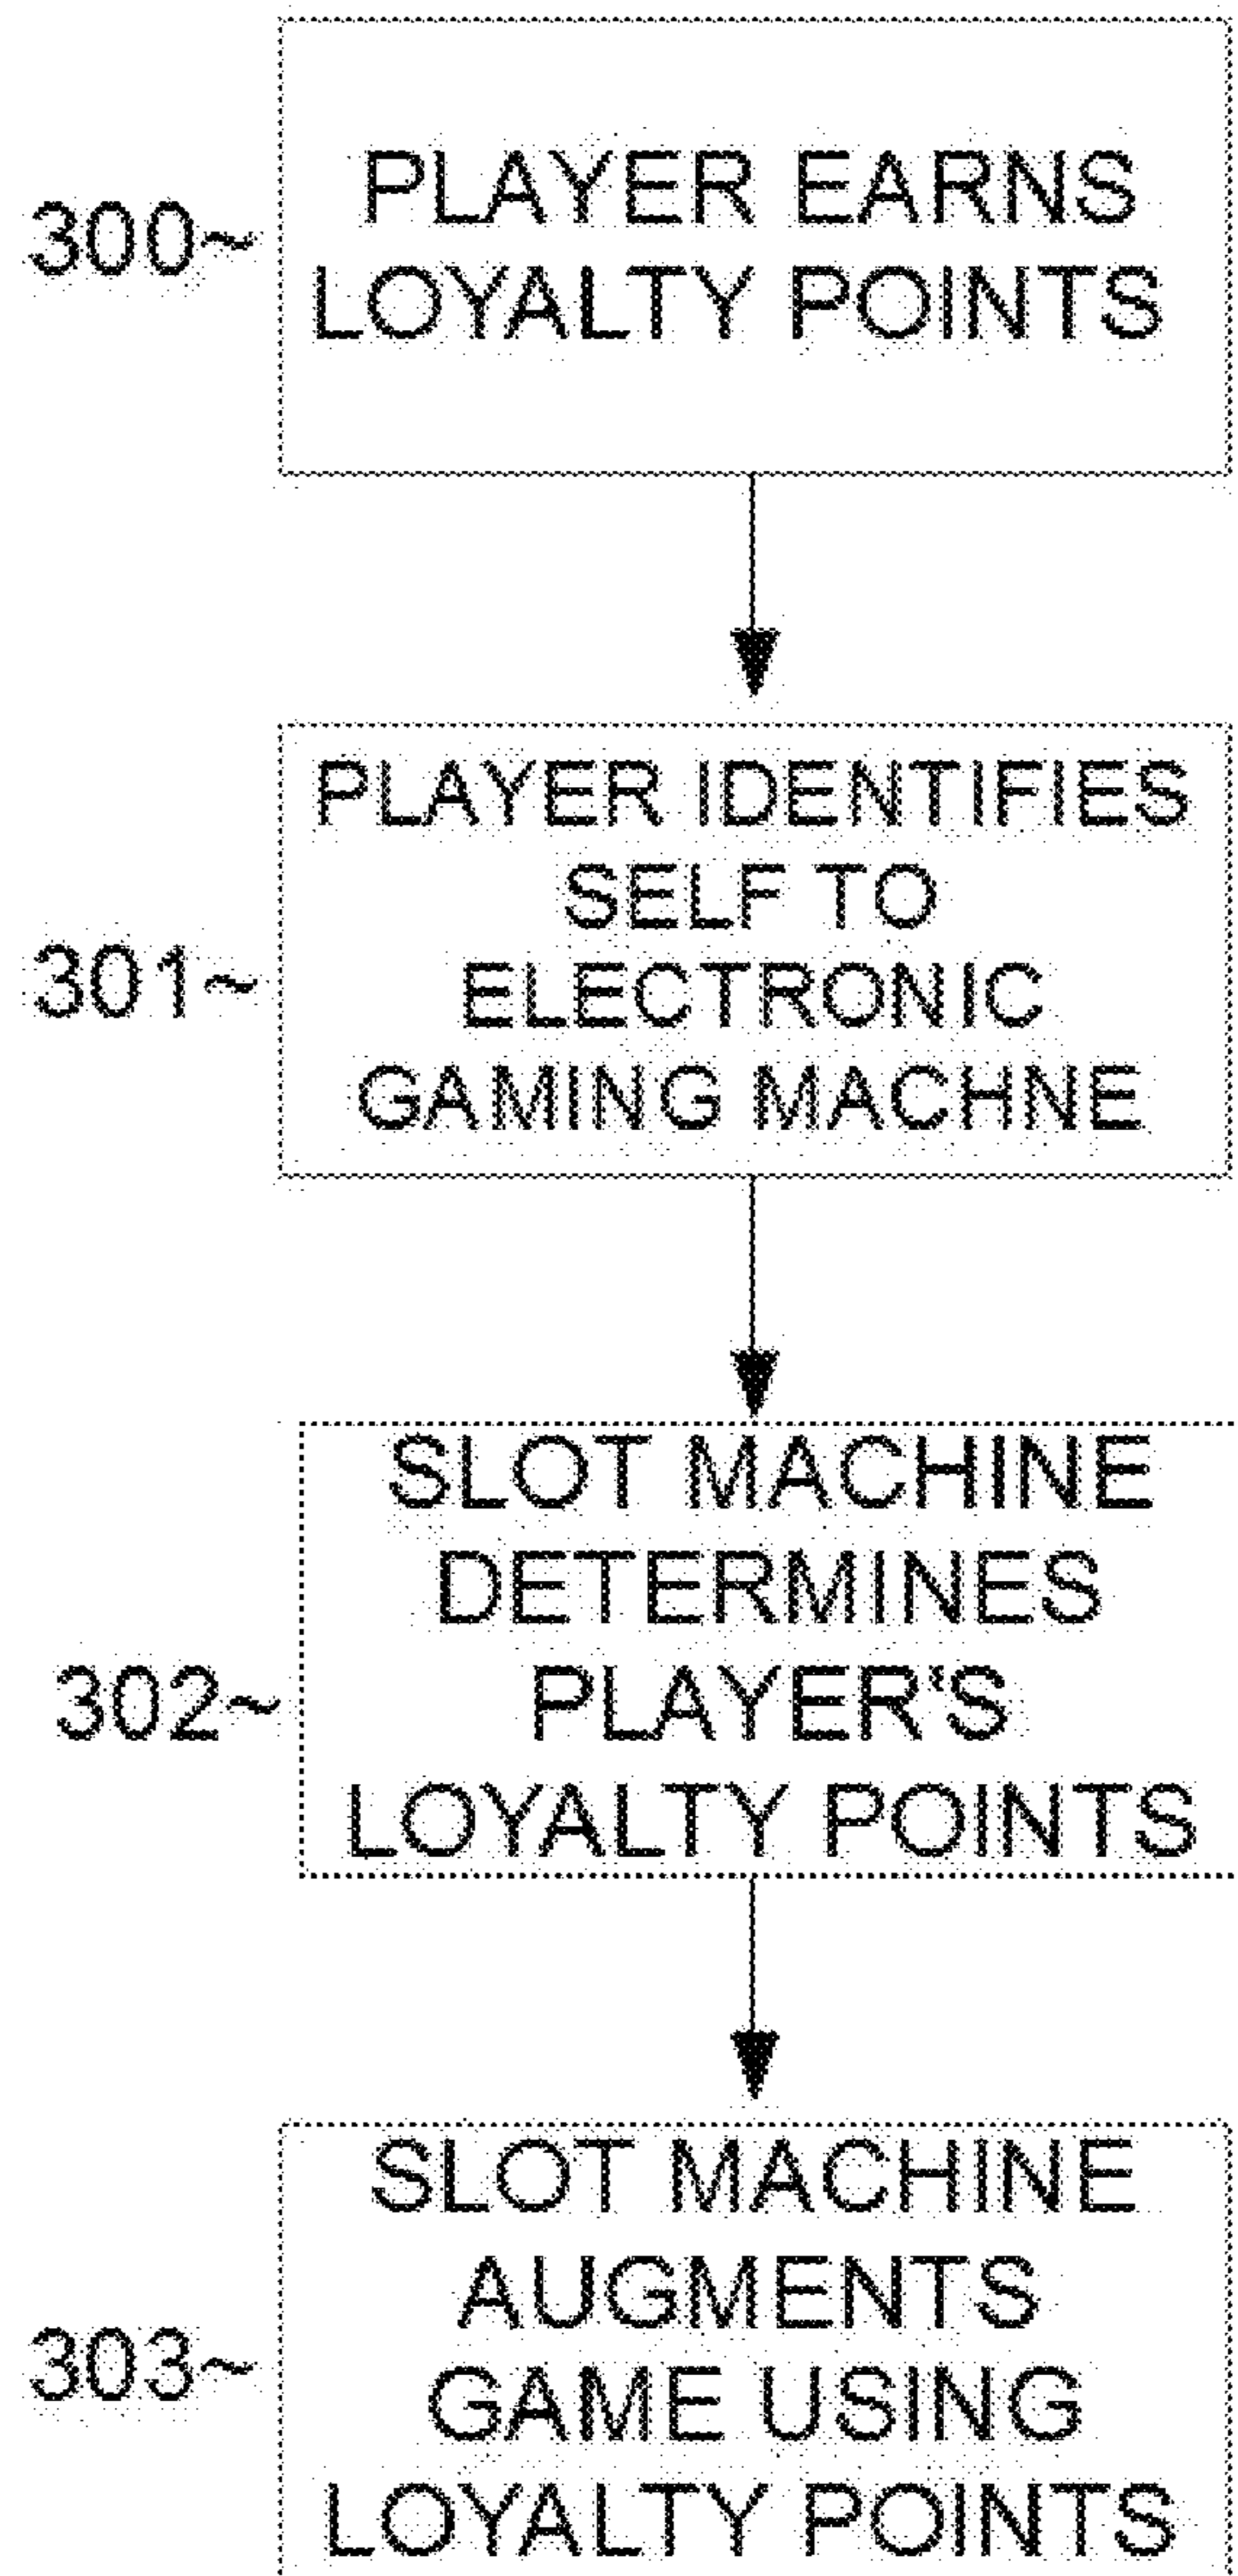 PLAYER EARNS
300~
LOYALTY POINTS
PLAYER IDENTIFIES
SELF TO
301~
ELECTRONIC
GAMING MACHNE
SLOT MACHINE
DETERMINES
302~
PLAYER'S
LOYALTY POINTS
SLOT MACHINE
AUGMENTS
303~
GAME USING
LOYALTY POINTS